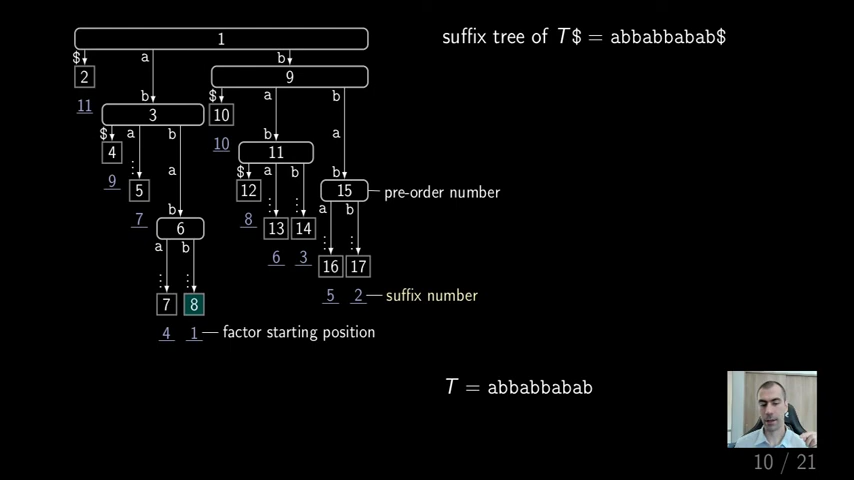 1
suffix tree of T$ = abbabbabab$
$ a b
2 9
11 b $ a b
3 10
$ a b 10 b a
4 a 11 b
9 ⋮ $ a b 15 pre-order number
5 b 12 ⋮ ⋮ a b
7 6 8 13 14
a b 6 3 ⋮ ⋮
16 17
⋮ ⋮ 5 2 suffix number
7 8
4 1 factor starting position
T = abbabbabab
10 / 21